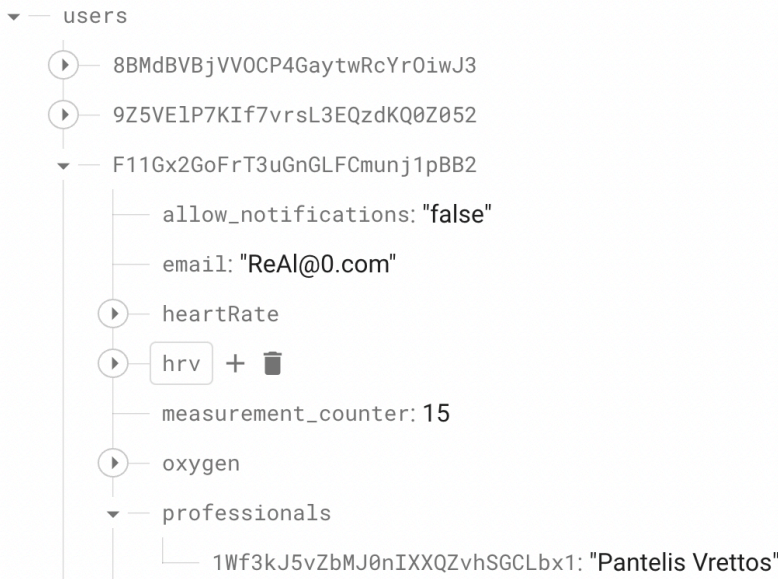 users
8BMdBVBjVVOCP4GaytwRcYrOiwJ3
9Z5VElP7KIf7vrsL3EQzdKQ0Z052
F11Gx2GoFrT3uGnGLFCmunj1pBB2
allow_notifications: "false"
email: "ReAl@0.com"
heartRate
hrv
measurement_counter: 15
oxygen
professionals
1Wf3kJ5vZbMJ0nIXXQZvhSGCLbx1: "Pantelis Vrettos"